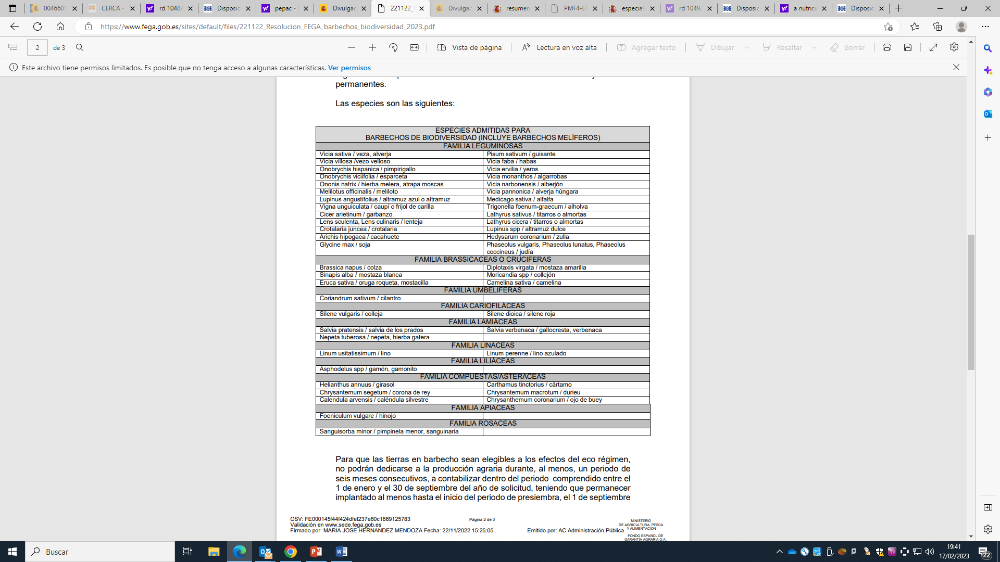 0046601
CERCA -
rd 1048/
Disposic
pepac -
Divulgac
221122_
Divulgac
resumen
PMF4-EC
especial-
rd 1049/
Disposic
a nutrici
Disposic
https://www.fega.gob.es/sites/default/files/221122_Resolucion_FEGA_barbechos_biodiversidad_2023.pdf
2 de 3
Vista de página
Lectura en voz alta
Agregar texto
Dibujar
Resaltar
Borrar
Este archivo tiene permisos limitados. Es posible que no tenga acceso a algunas características. Ver permisos
permanentes.
Las especies son las siguientes:
ESPECIES ADMITIDAS PARA
BARBECHOS DE BIODIVERSIDAD (INCLUYE BARBECHOS MELÍFEROS)
FAMILIA LEGUMINOSAS
Vicia sativa / veza, alverja
Pisum sativum / guisante
Vicia villosa /vezo velloso
Vicia faba / habas
Onobrychis hispanica / pimpirigallo
Vicia ervilia / yeros
Onobrychis viciifolia / esparceta
Vicia monanthos / algarrobas
Ononis natrix / hierba melera, atrapa moscas
Vicia narbonensis / alberjón
Melilotus officinalis / meliloto
Vicia pannonica / alverja húngara
Lupinus angustifolius / altramuz azul o altramuz
Medicago sativa / alfalfa
Vigna unguiculata / caupí o frijol de carilla
Trigonella foenum-graecum / alholva
Cicer arietinum / garbanzo
Lathyrus sativus / titarros o almortas
Lens sculenta, Lens culinaris / lenteja
Lathyrus cicera / titarros o almortas
Crotalaria juncea / crotalaria
Lupinus spp / altramuz dulce
Arichis hipogaea / cacahuete
Hedysarum coronarium / zulla
Glycine max / soja
Phaseolus vulgaris, Phaseolus lunatus, Phaseolus
coccineus / judía
FAMILIA BRASSICACEAS O CRUCIFERAS
Brassica napus / colza
Diplotaxis virgata / mostaza amarilla
Sinapis alba / mostaza blanca
Moricandia spp / collejón
Eruca sativa / oruga roqueta, mostacilla
Camelina sativa / camelina
FAMILIA UMBELIFERAS
Coriandrum sativum / cilantro
FAMILIA CARIOFILÁCEAS
Silene vulgaris / colleja
Silene dioica / silene roja
FAMILIA LAMIÁCEAS
Salvia pratensis / salvia de los prados
Salvia verbenaca / gallocresta, verbenaca
Nepeta tuberosa / nepeta, hierba gatera
FAMILIA LINÁCEAS
Linum usitatissimum / lino
Linum perenne / lino azulado
FAMILIA LILIÁCEAS
Asphodelus spp / gamón, gamonito
FAMILIA COMPUESTAS/ASTERACEAS
Helianthus annuus / girasol
Carthamus tinctorius / cártamo
Chrysantemum segetum / corona de rey
Chrysantemum macrotum / durieu
Calendula arvensis / caléndula silvestre
Chrysanthemum coronarium / ojo de buey
FAMILIA APIACEAS
Foeniculum vulgare / hinojo
FAMILIA ROSACEAS
Sanguisorba minor / pimpinela menor, sanguinaria
Para que las tierras en barbecho sean elegibles a los efectos del eco régimen,
no podrán dedicarse a la producción agraria durante, al menos, un periodo de
seis meses consecutivos, a contabilizar dentro del periodo comprendido entre el
1 de enero y el 30 de septiembre del año de solicitud, teniendo que permanecer
implantado al menos hasta el inicio del periodo de presiembra, el 1 de septiembre
CSV: FE000145f44f424dfef237e60c1669125783
Página 2 de 3
Validación en www.sede.fega.gob.es
Firmado por: MARIA JOSE HERNANDEZ MENDOZA Fecha: 22/11/2022 15:25:05
Emitido por: AC Administración Pública
MINISTERIO
DE AGRICULTURA, PESCA
Y ALIMENTACION
FONDO ESPAÑOL DE
GARANTÍA AGRARIA O.A.
Buscar
19:41
17/02/2023
22